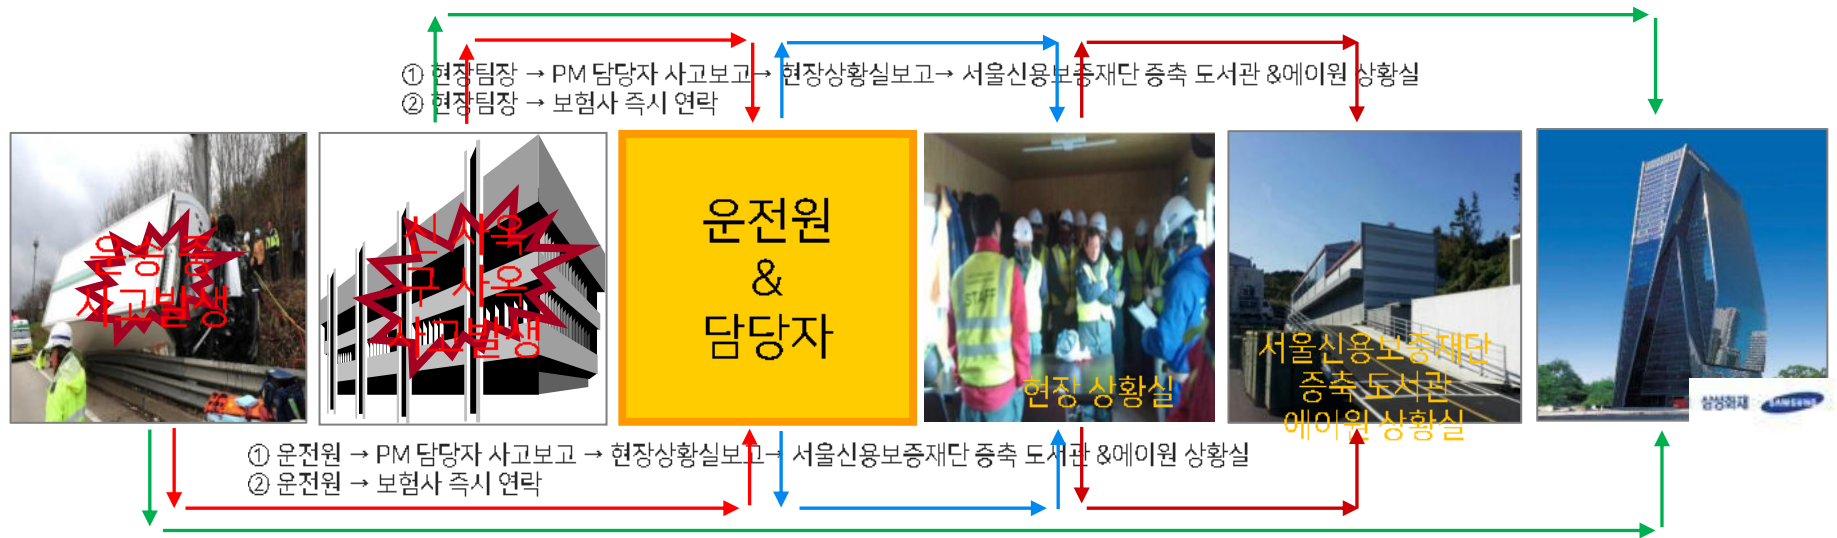 ① 현장팀장 → PM 담당자 사고보고→ 현장상황실보고→ 서울신용보증재단 증축 도서관 &에이원 상황실
② 현장팀장 → 보험사 즉시 연락
운송 중
사고발생
신 사옥
구 사옥
사고발생
운전원
&
담당자
STAFF
현장 상황실
서울신용보증재단
증축 도서관
에이원 상황실
삼성화재 SAMSUNG
① 운전원 → PM 담당자 사고보고 → 현장상황실보고→ 서울신용보증재단 증축 도서관 &에이원 상황실
② 운전원 → 보험사 즉시 연락